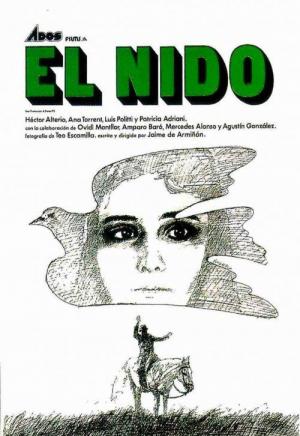 Ados
FILMS, s.a.
EL NIDO
Héctor Alterio, Ana Torrent, Luis Politti y Patricia Adriani.
con la colaboración de Ovidi Montllor, Amparo Baró, Mercedes Alonso y Agustín González.
fotografía de Teo Escamilla. escrita y dirigida por Jaime de Armiñán.